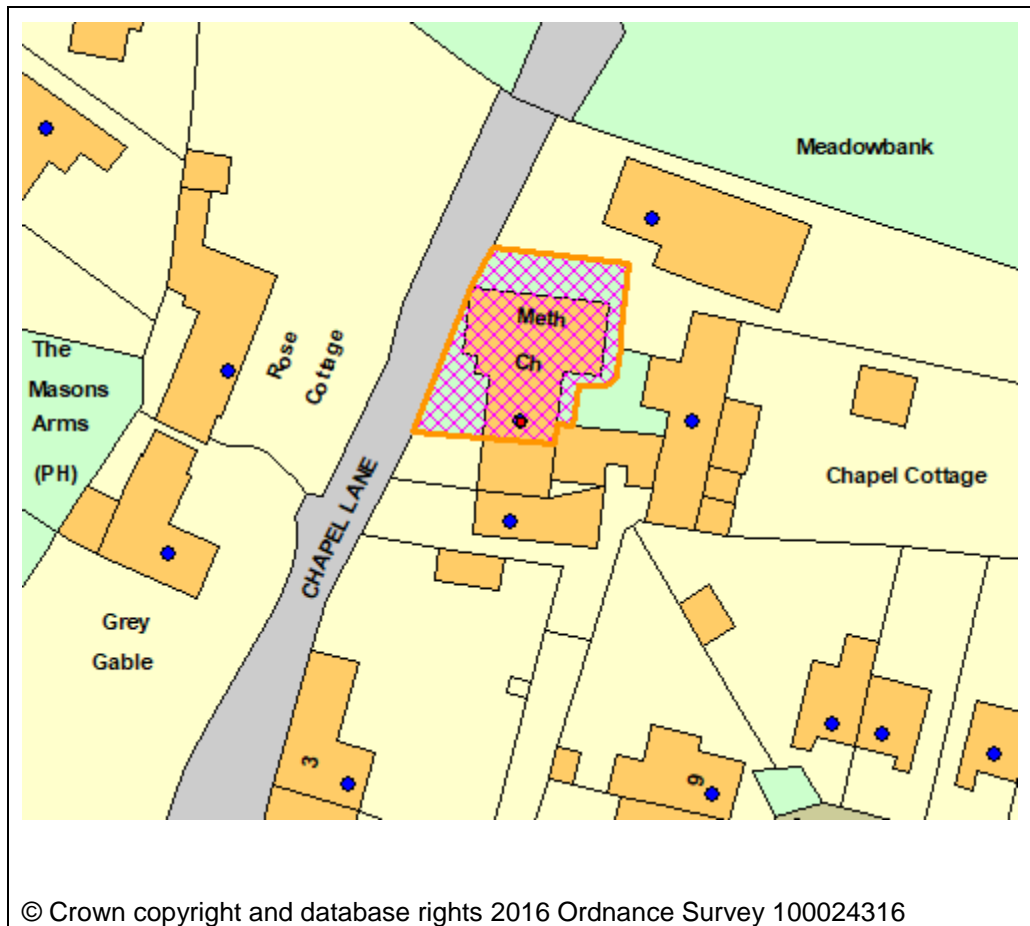 Meadowbank
Meth
Ch
Rose
Cottage
The
Masons
Arms
(PH)
Chapel Cottage
CHAPEL LANE
Grey
Gable
3
9
© Crown copyright and database rights 2016 Ordnance Survey 100024316